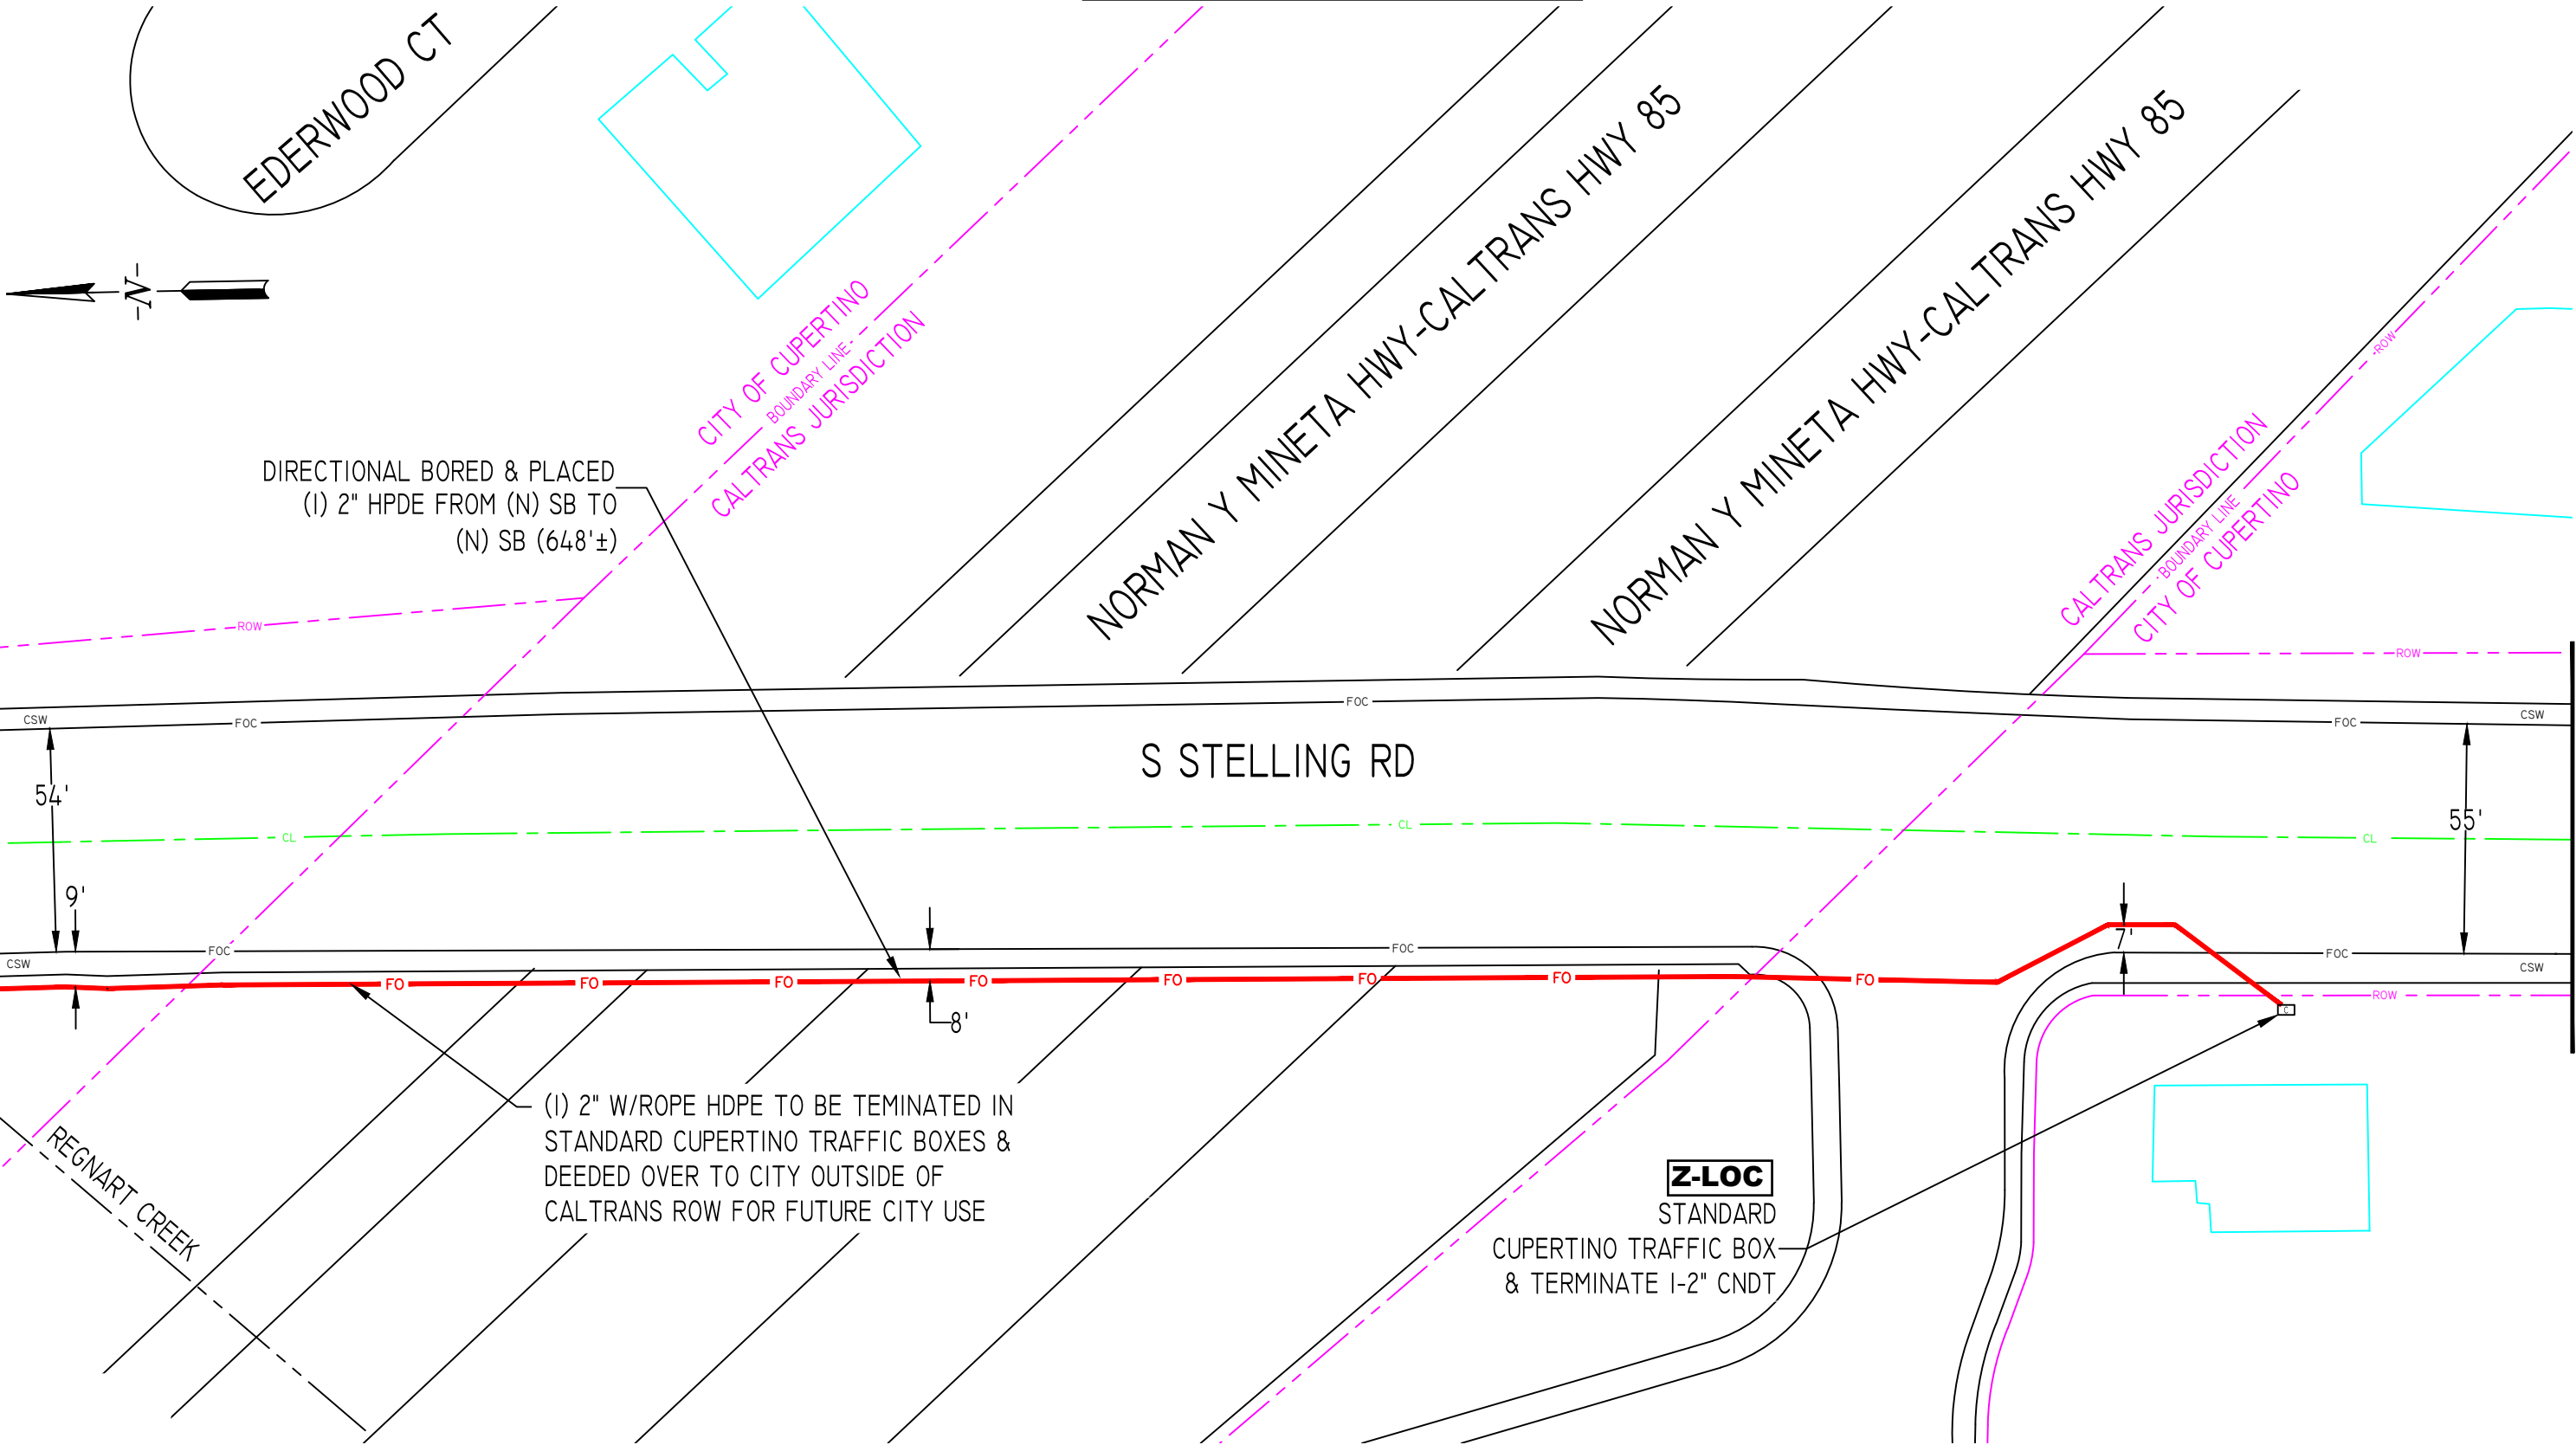 EDERWOOD CT
-N-
CITY OF CUPERTINO
BOUNDARY LINE
CALTRANS JURISDICTION
NORMAN Y MINETA HWY-CALTRANS HWY 85
NORMAN Y MINETA HWY-CALTRANS HWY 85
ROW
CALTRANS JURISDICTION
BOUNDARY LINE
CITY OF CUPERTINO
DIRECTIONAL BORED & PLACED
(1) 2" HPDE FROM (N) SB TO
(N) SB (648'±)
ROW
ROW
CSW
FOC
FOC
FOC
CSW
S STELLING RD
54'
55'
CL
CL
CL
9'
7'
FOC
FOC
FOC
CSW
CSW
FO
FO
FO
FO
FO
FO
FO
FO
ROW
C
8'
(1) 2" W/ROPE HDPE TO BE TEMINATED IN
STANDARD CUPERTINO TRAFFIC BOXES &
DEEDED OVER TO CITY OUTSIDE OF
CALTRANS ROW FOR FUTURE CITY USE
REGNART CREEK
Z-LOC
STANDARD
CUPERTINO TRAFFIC BOX
& TERMINATE 1-2" CNDT